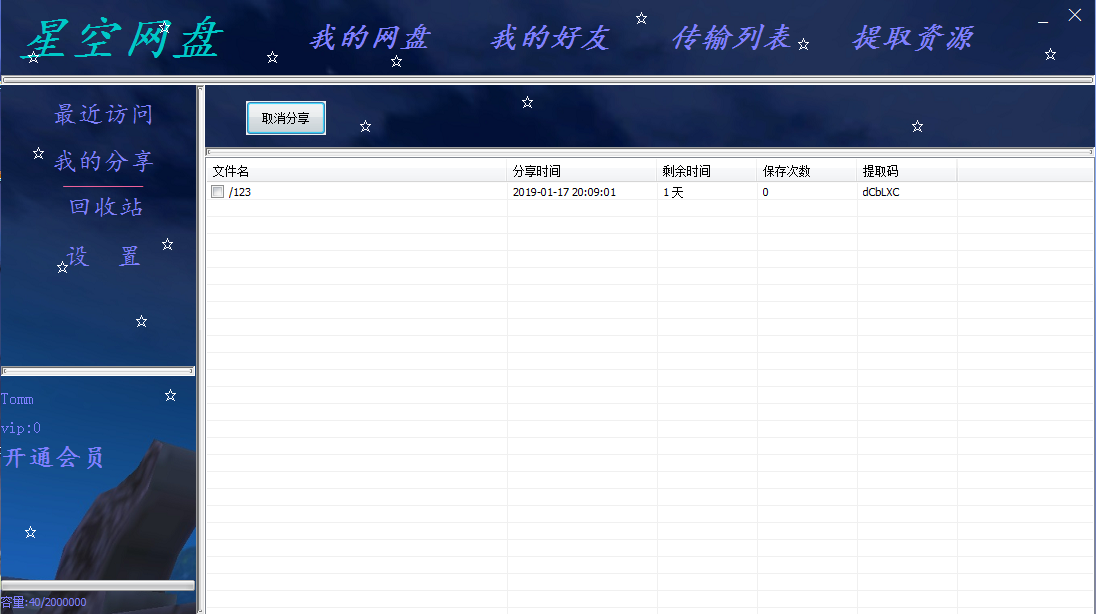 星空网盘 我的网盘 我的好友 传输列表 提取资源
最近访问
我的分享
回收站
设 置
取消分享
文件名 分享时间 剩余时间 保存次数 提取码
/123 2019-01-17 20:09:01 1 天 0 dCbLXC
Tomm
vip:0
开通会员
容量:40/2000000